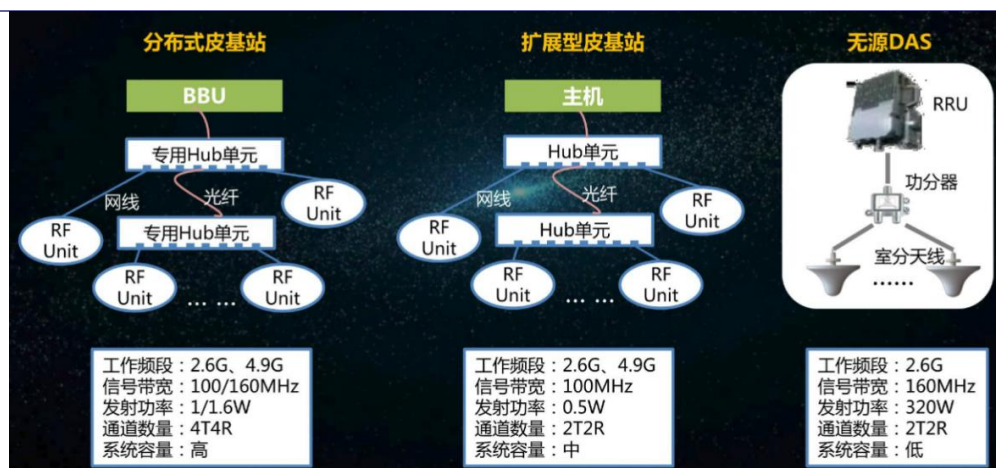 分布式皮基站
BBU
专用Hub单元
网线
光纤
RF
Unit
RF
Unit
专用Hub单元
RF
Unit
... ...
RF
Unit
工作频段：2.6G、4.9G
信号带宽：100/160MHz
发射功率：1/1.6W
通道数量：4T4R
系统容量：高
扩展型皮基站
主机
Hub单元
网线
光纤
RF
Unit
RF
Unit
Hub单元
RF
Unit
... ...
RF
Unit
工作频段：2.6G、4.9G
信号带宽：100MHz
发射功率：0.5W
通道数量：2T2R
系统容量：中
无源DAS
RRU
功分器
室分天线
......
工作频段：2.6G
信号带宽：160MHz
发射功率：320W
通道数量：2T2R
系统容量：低